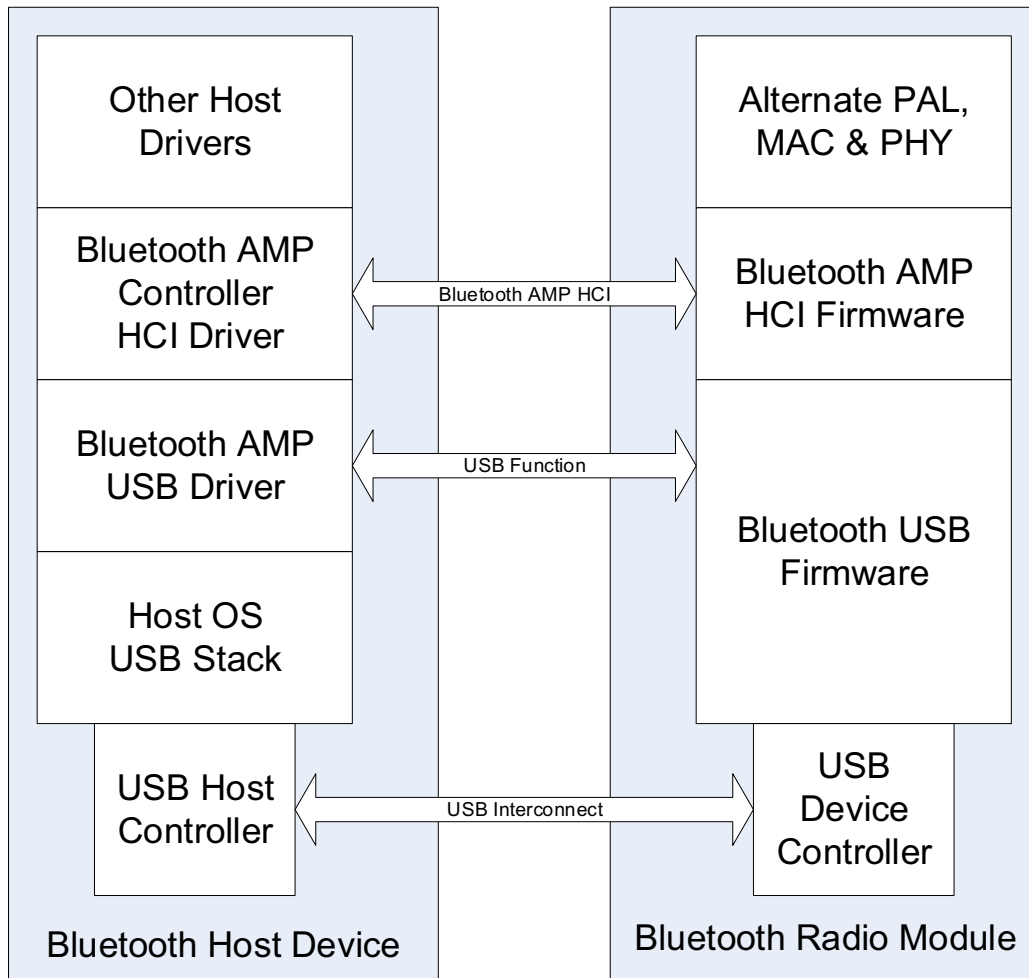 Other Host
Drivers
Bluetooth AMP
Controller
HCI Driver
Bluetooth AMP
USB Driver
Host OS
USB Stack
USB Host
Controller
Bluetooth Host Device
Bluetooth AMP HCI
USB Function
USB Interconnect
Alternate PAL,
MAC & PHY
Bluetooth AMP
HCI Firmware
Bluetooth USB
Firmware
USB
Device
Controller
Bluetooth Radio Module